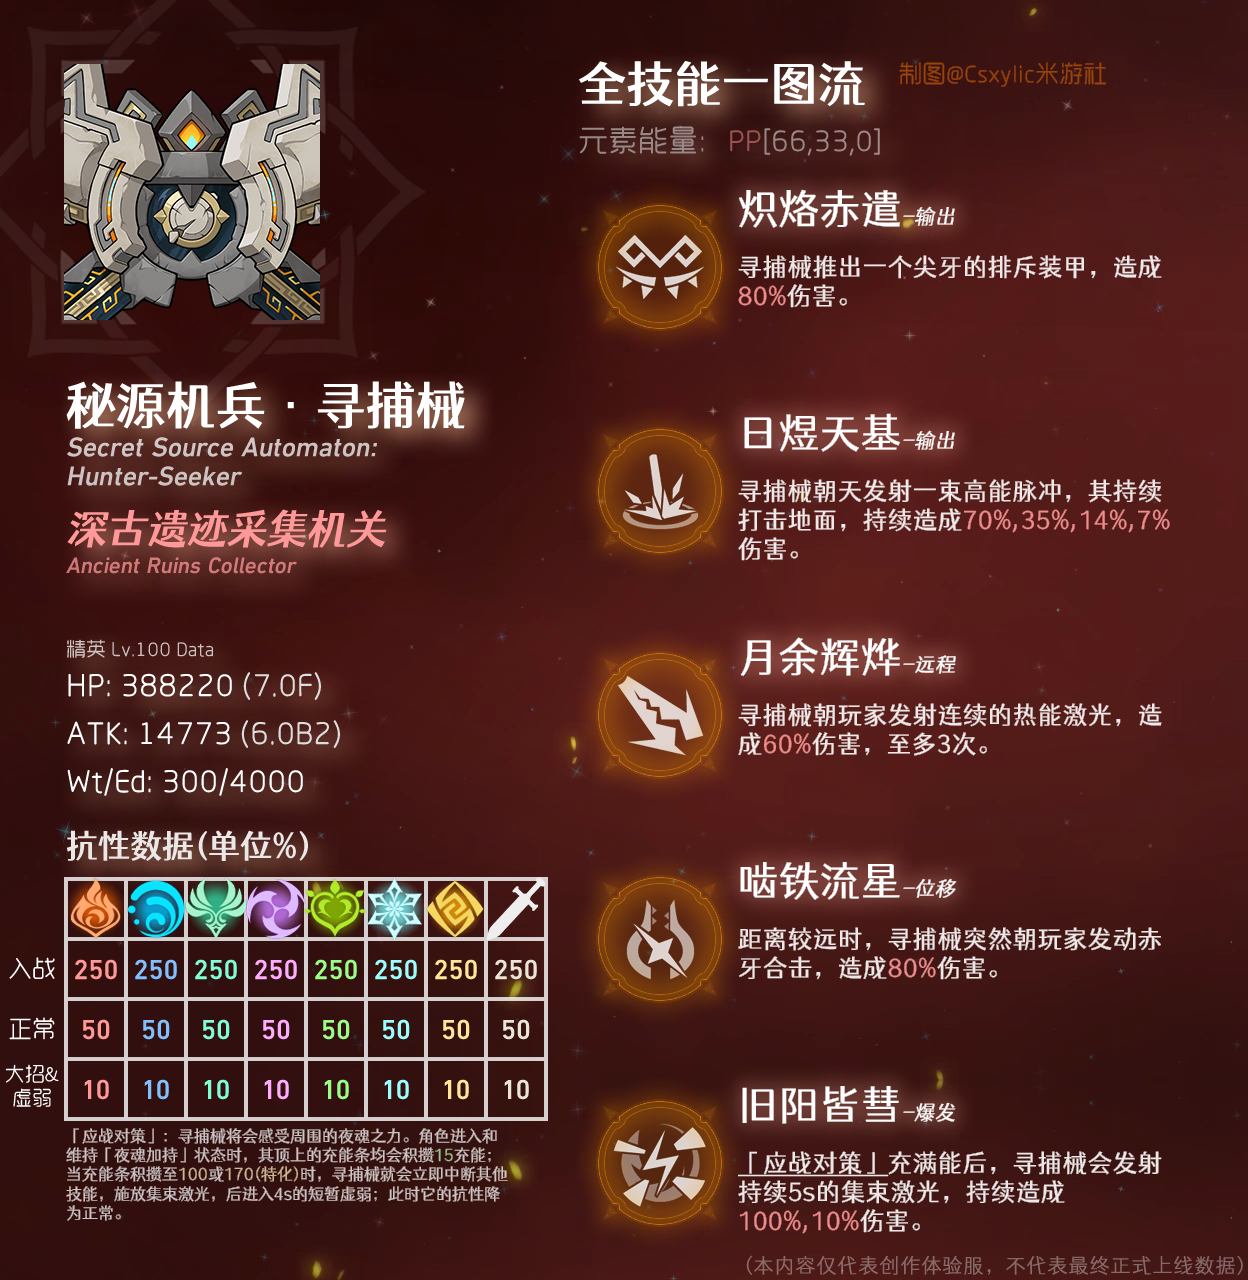 全技能一图流
制图@Csxylic米游社
元素能量: PP[66,33,0]
秘源机兵·寻捕械
Secret Source Automaton:
Hunter-Seeker
深古遗迹采集机关
Ancient Ruins Collector
精英 Lv.100 Data
HP: 388220 (7.0F)
ATK: 14773 (6.0B2)
Wt/Ed: 300/4000
抗性数据(单位%)
入战 250 250 250 250 250 250 250 250
正常 50 50 50 50 50 50 50 50
大招&
虚弱 10 10 10 10 10 10 10 10
「应战对策」: 寻捕械将会感受周围的夜魂之力。角色进入和
维持「夜魂加持」状态时，其顶上的充能条均会积攒15充能；
当充能条积攒至100或170(特化)时，寻捕械就会立即中断其他
技能，施放集束激光，后进入4s的短暂虚弱；此时它的抗性降
为正常。
炽烙赤遣-输出
寻捕械推出一个尖牙的排斥装甲，造成
80%伤害。
日煜天基-输出
寻捕械朝天发射一束高能脉冲，其持续
打击地面，持续造成70%,35%,14%,7%
伤害。
月余辉烨-远程
寻捕械朝玩家发射连续的热能激光，造
成60%伤害，至多3次。
啮铁流星-位移
距离较远时，寻捕械突然朝玩家发动赤
牙合击，造成80%伤害。
旧阳皆彗-爆发
「应战对策」充满能后，寻捕械会发射
持续5s的集束激光，持续造成
100%,10%伤害。
(本内容仅代表创作体验服，不代表最终正式上线数据)